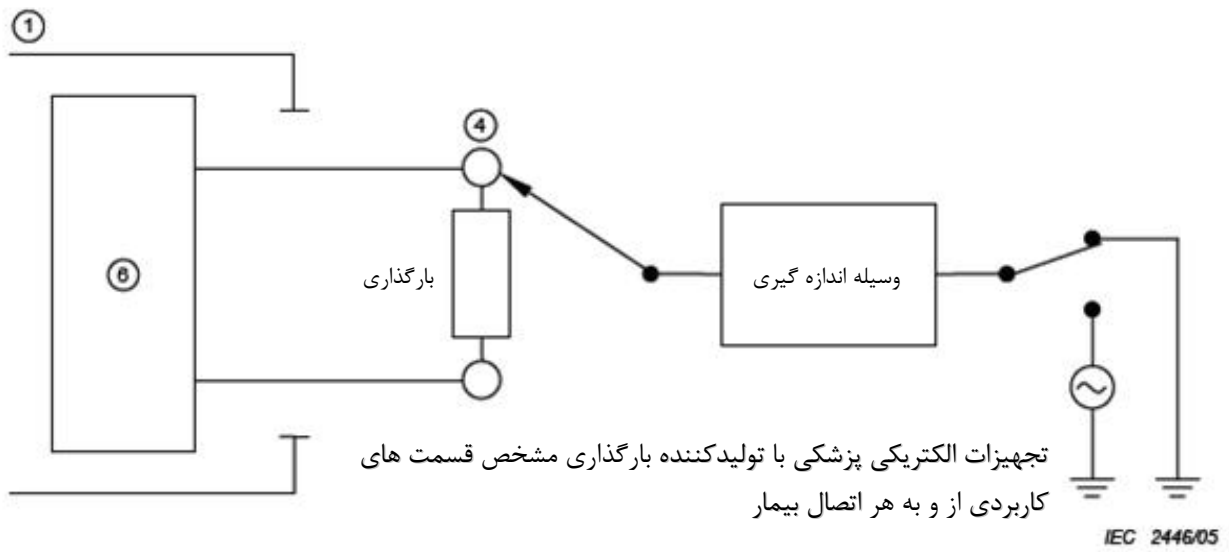 ①
④
⑥
بارگذاری
وسیله اندازه گیری
تجهیزات الکتریکی پزشکی با تولیدکننده بارگذاری مشخص قسمت های
کاربردی از و به هر اتصال بیمار
IEC 2446/05